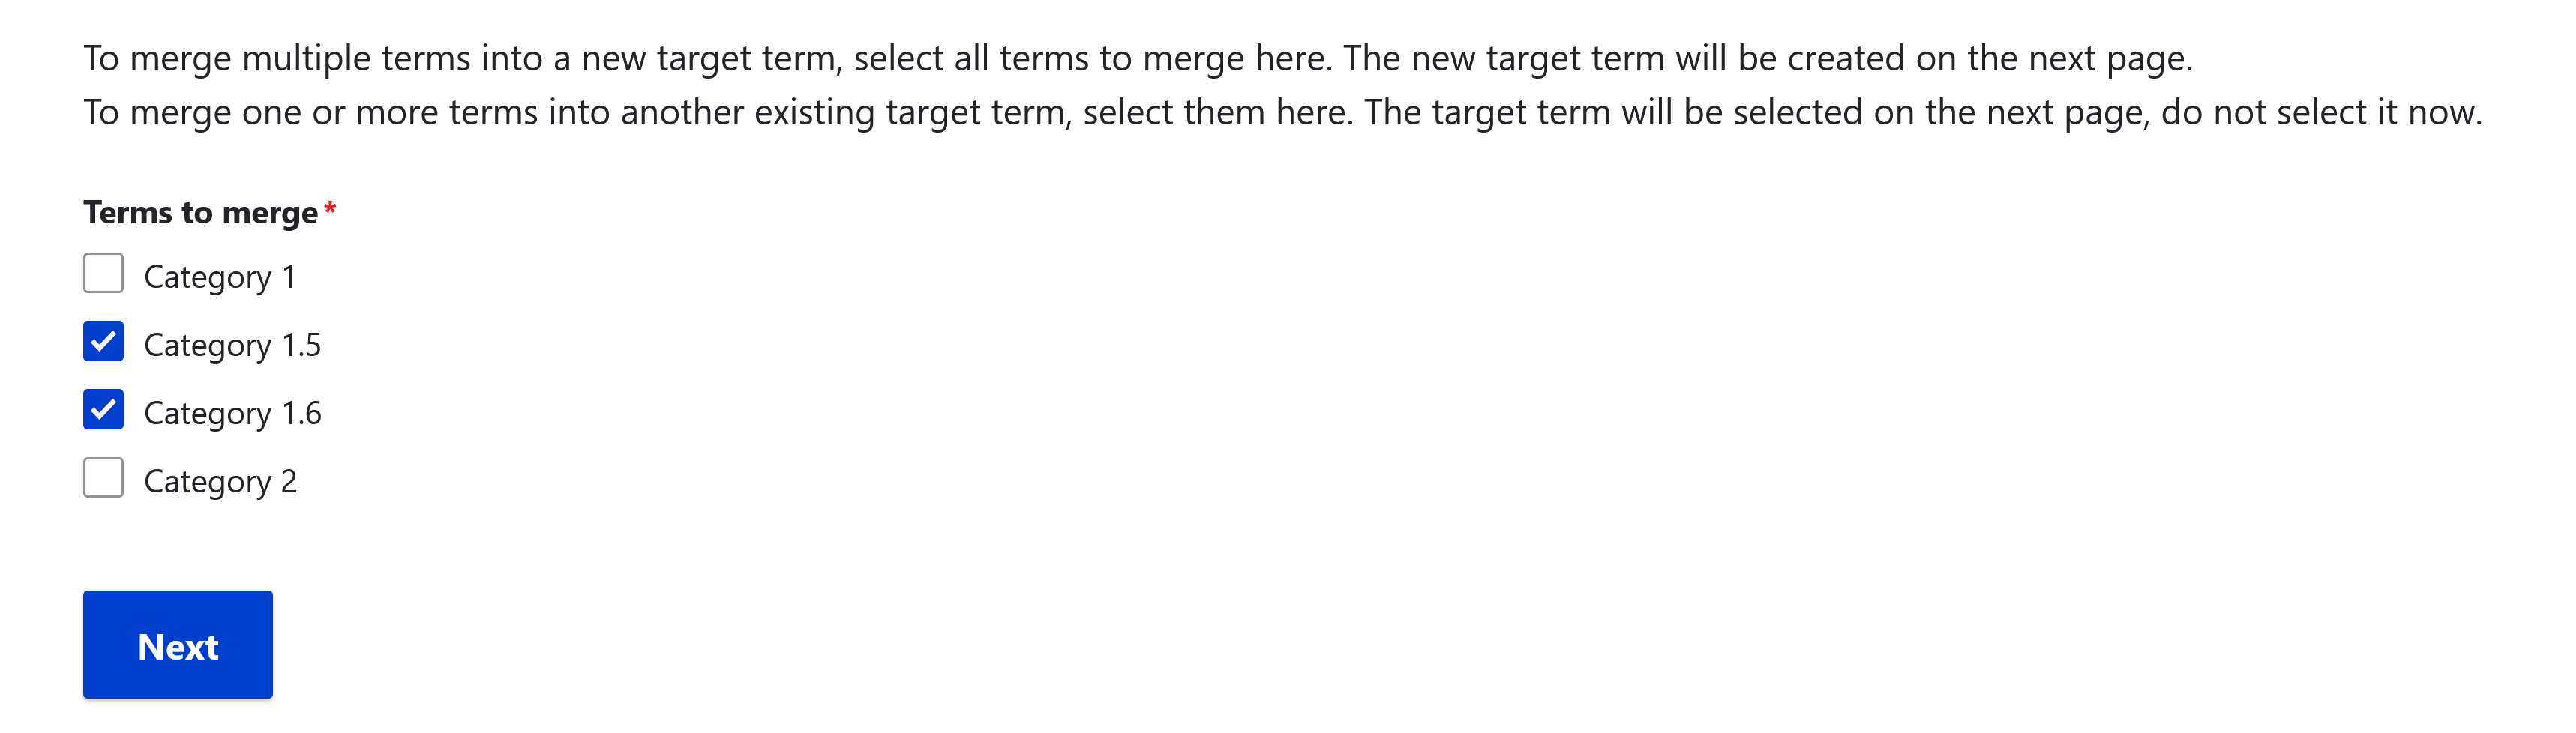 To merge multiple terms into a new target term, select all terms to merge here. The new target term will be created on the next page.
To merge one or more terms into another existing target term, select them here. The target term will be selected on the next page, do not select it now.
Terms to merge*
Category 1
Category 1.5
Category 1.6
Category 2
Next